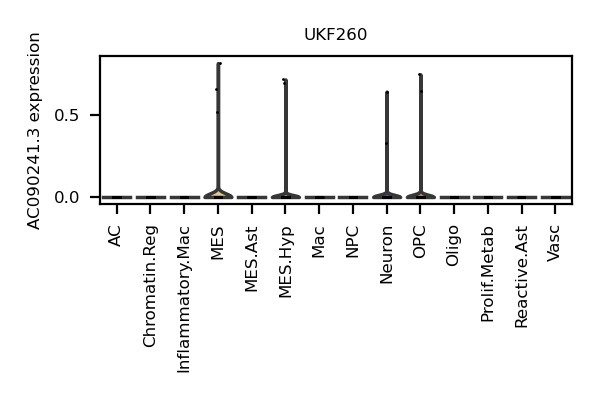 UKF260
AC090241.3 expression
0.5
0.0
AC
Chromatin.Reg
Inflammatory.Mac
MES
MES.Ast
MES.Hyp
Mac
NPC
Neuron
OPC
Oligo
Prolif.Metab
Reactive.Ast
Vasc